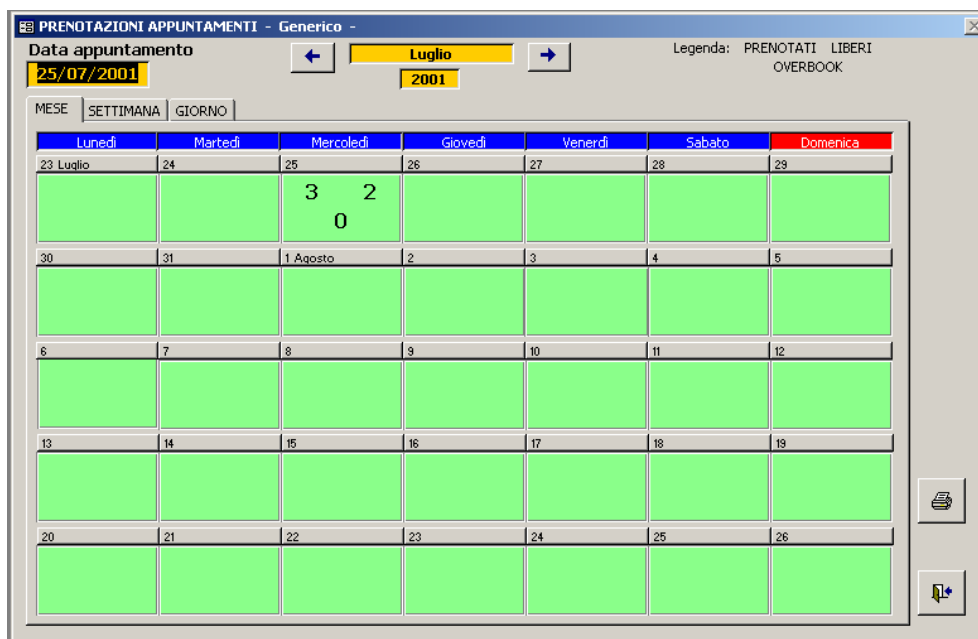 PRENOTAZIONI APPUNTAMENTI - Generico -
Data appuntamento
25/07/2001
Luglio
2001
Legenda: PRENOTATI LIBERI
OVERBOOK
MESE SETTIMANA GIORNO
Lunedì Martedì Mercoledì Giovedì Venerdì Sabato Domenica
23 Luglio 24 25 26 27 28 29
3 2
0
30 31 1 Agosto 2 3 4 5
6 7 8 9 10 11 12
13 14 15 16 17 18 19
20 21 22 23 24 25 26